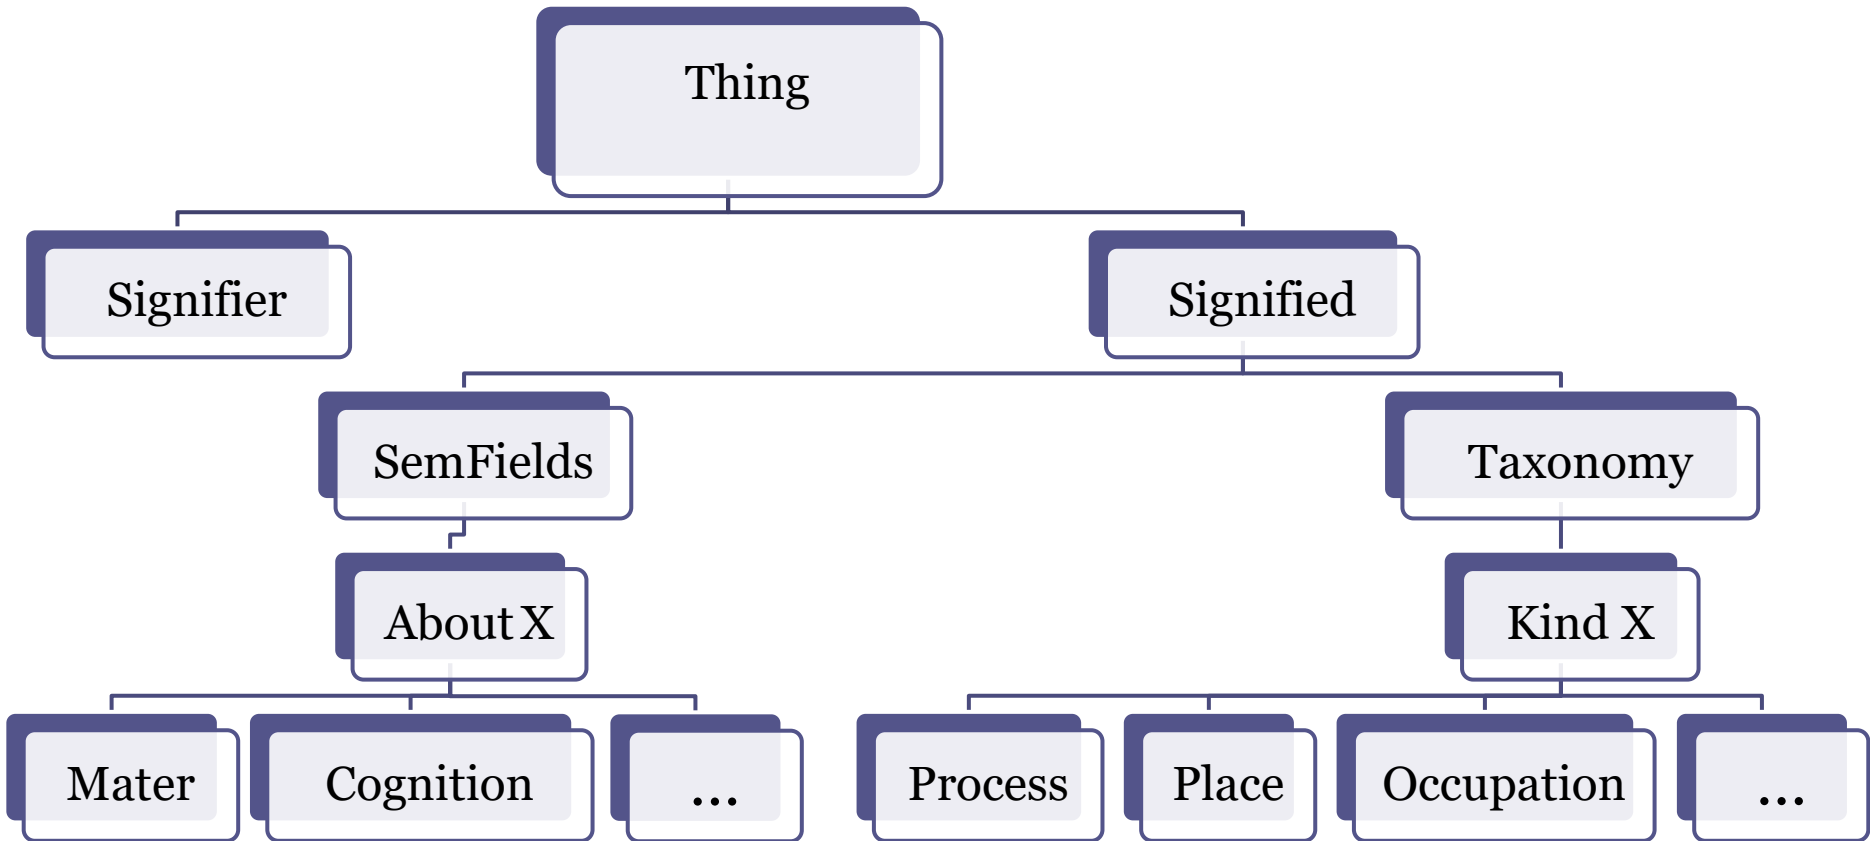 Thing
Signifier
Signified
SemFields
Taxonomy
About X
Kind X
Mater
Cognition
...
Process
Place
Occupation
...